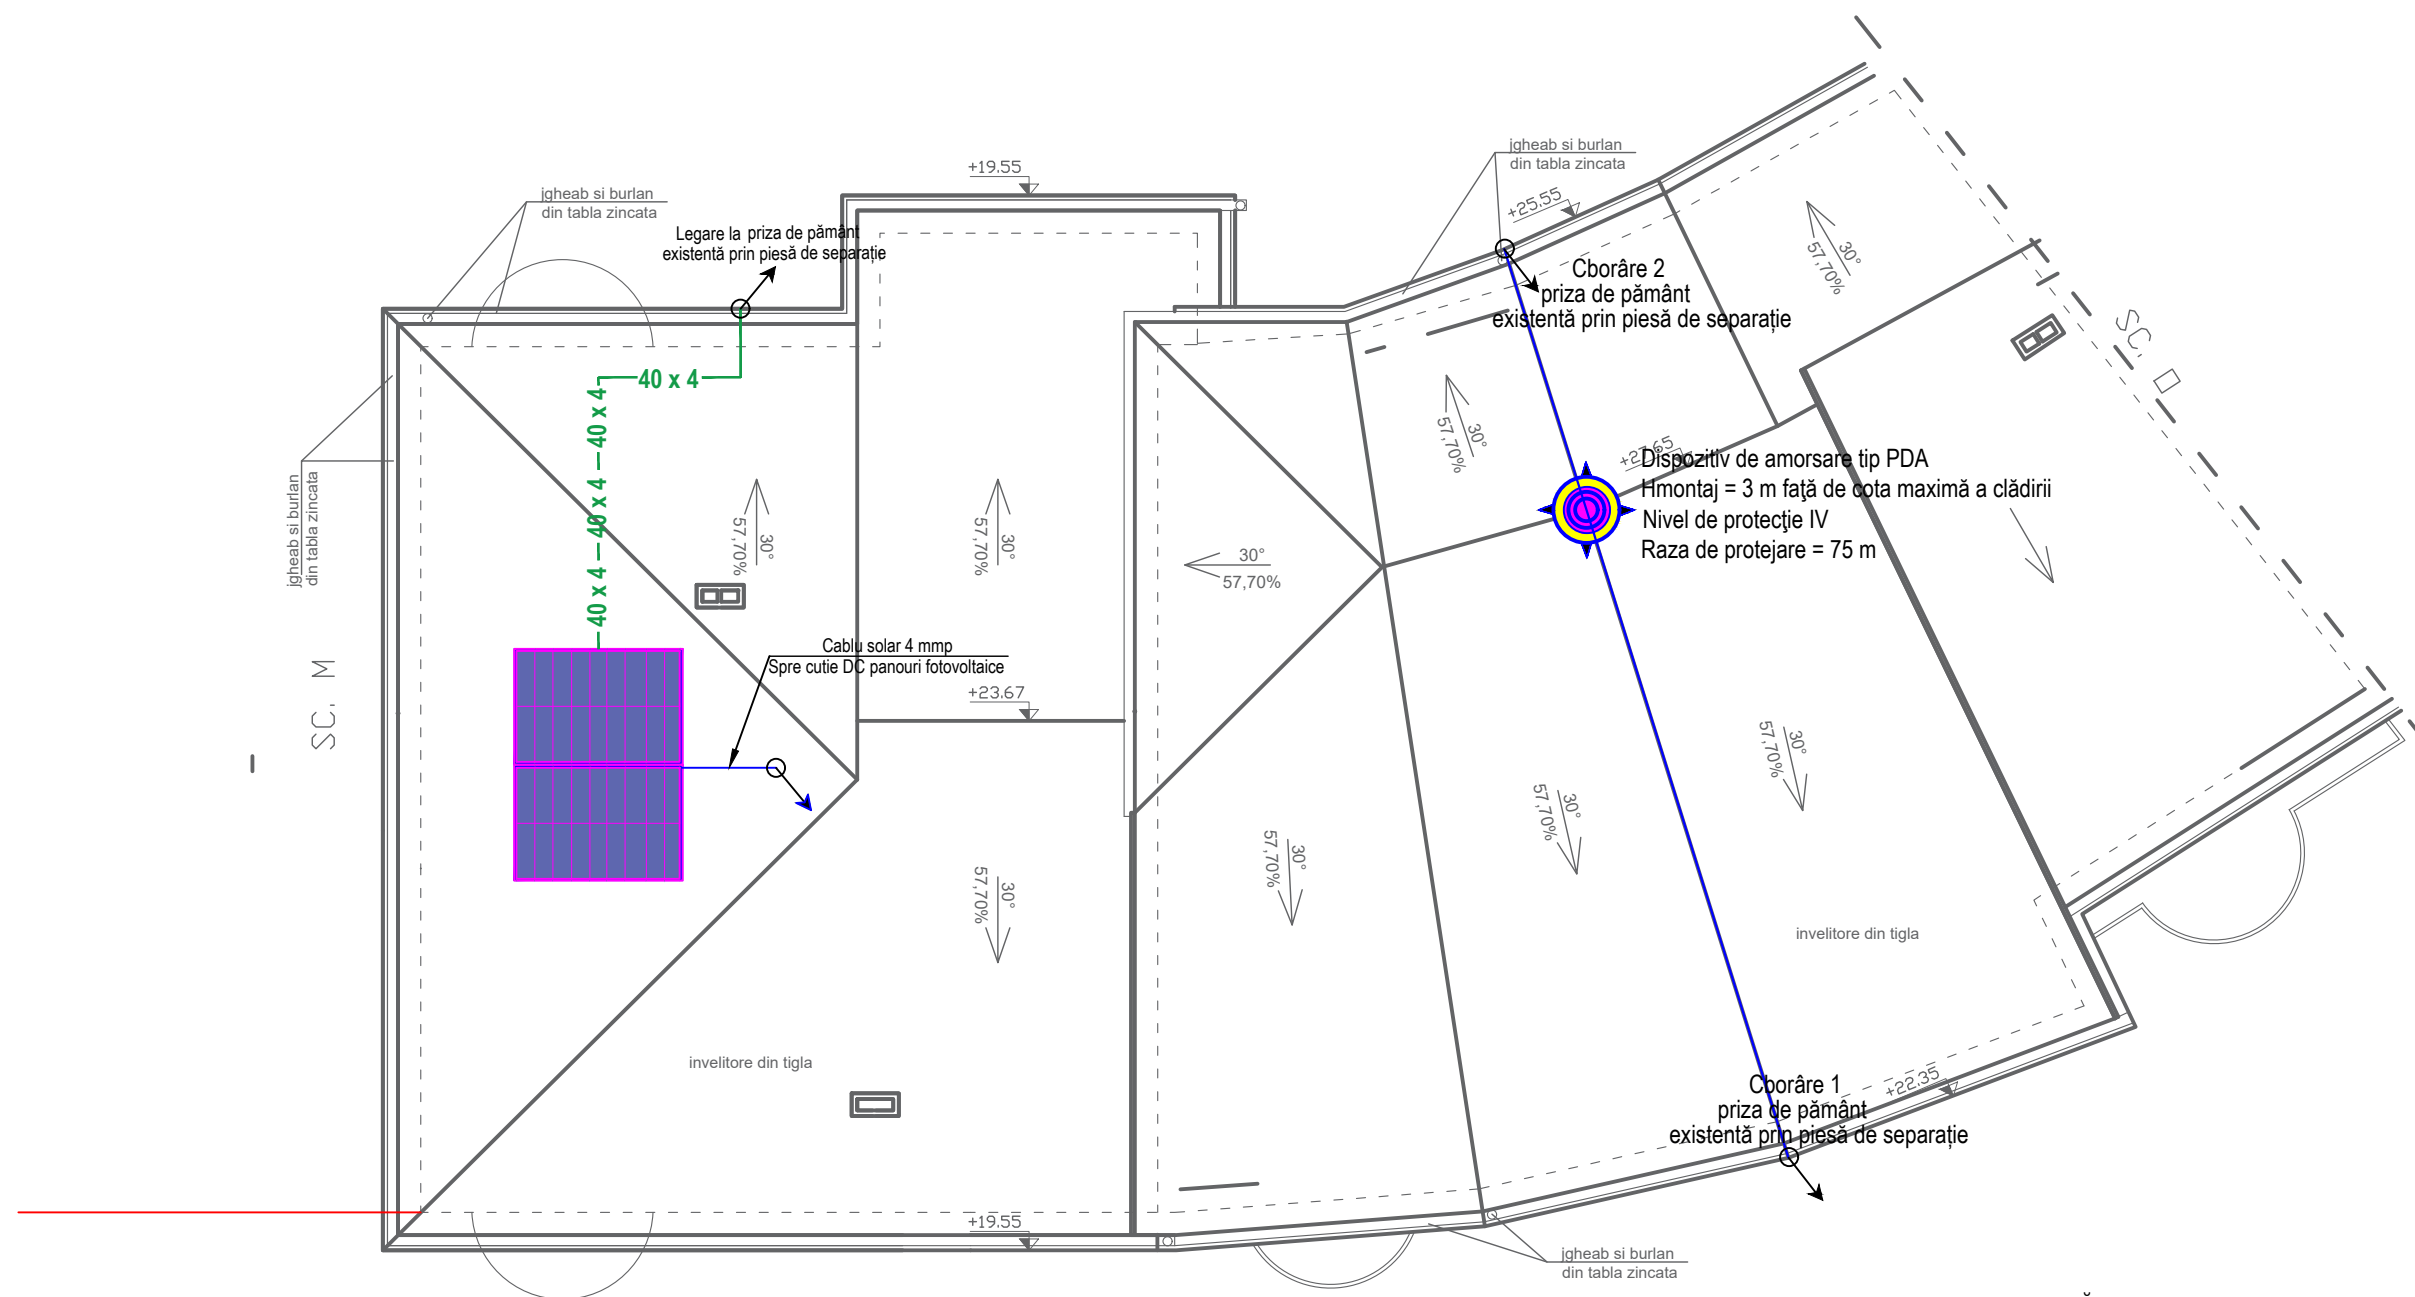 +19.55
jgheab si burlan
din tabla zincata
Legare la priza de pământ
existentă prin piesă de separație
jgheab si burlan
din tabla zincata
+25.55
Cborâre 2
priza de pământ
existentă prin piesă de separație
30°
57,70%
SC.
40 x 4
40 x 4
40 x 4
40 x 4
jgheab si burlan
din tabla zincata
30°
57,70%
30°
57,70%
30°
57,70%
30°
57,70%
+27.65
Dispozitiv de amorsare tip PDA
Hmontaj = 3 m față de cota maximă a clădirii
Nivel de protecție IV
Raza de protejare = 75 m
SC. M
Cablu solar 4 mmp
Spre cutie DC panouri fotovoltaice
+23.67
30°
57,70%
30°
57,70%
30°
57,70%
30°
57,70%
invelitore din tigla
invelitore din tigla
Cborâre 1
priza de pământ
existentă prin piesă de separație
+22.35
+19.55
jgheab si burlan
din tabla zincata